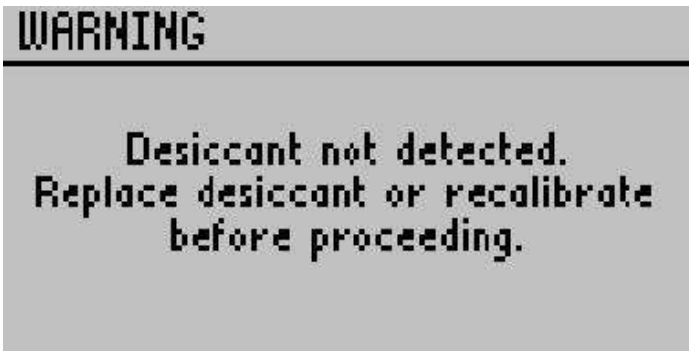 WARNING
Desiccant not detected.
Replace desiccant or recalibrate
before proceeding.